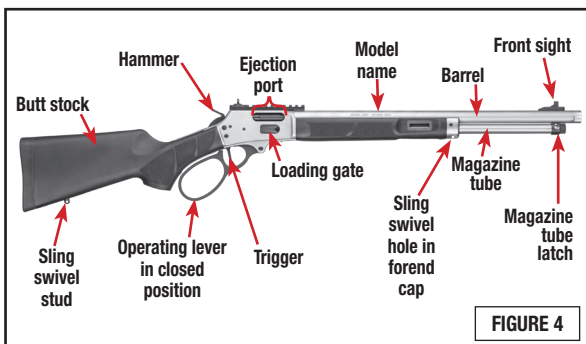 Hammer
Ejection
port
Model
name
Front sight
Barrel
Butt stock
Loading gate
Magazine
tube
Sling
swivel
stud
Operating lever
in closed
position
Trigger
Sling
swivel
hole in
forend
cap
Magazine
tube
latch
FIGURE 4